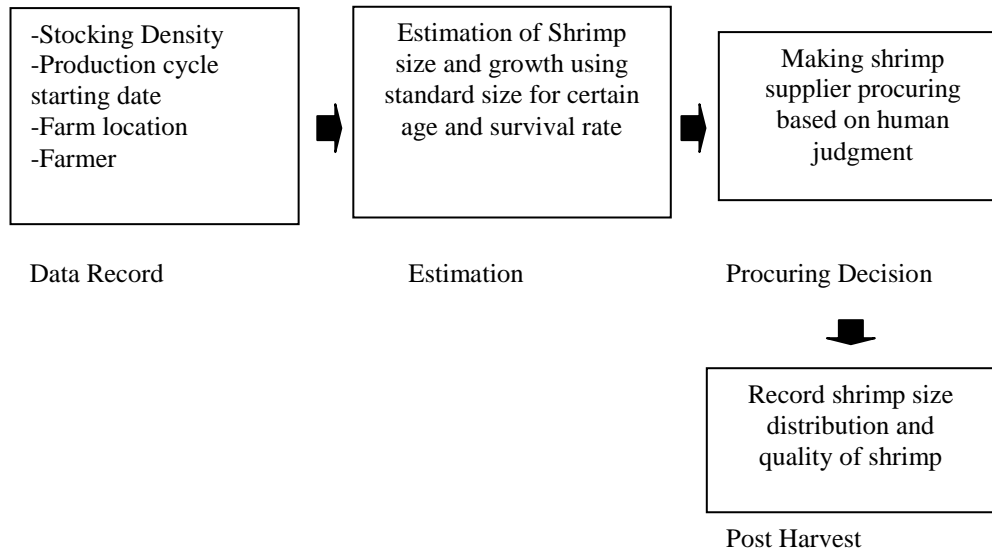 -Stocking Density
-Production cycle
starting date
-Farm location
-Farmer
Data Record
Estimation of Shrimp
size and growth using
standard size for certain
age and survival rate
Estimation
Making shrimp
supplier procuring
based on human
judgment
Procuring Decision
Record shrimp size
distribution and
quality of shrimp
Post Harvest